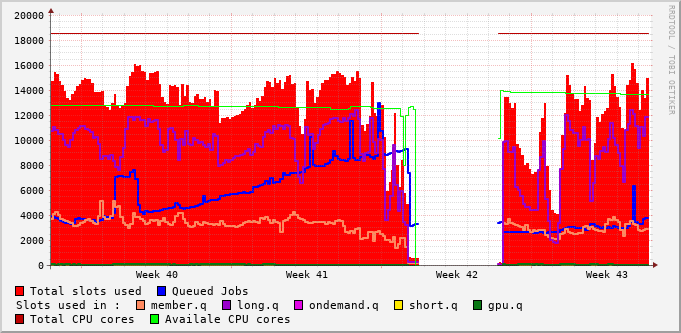 20000
18000
16000
14000
12000
10000
8000
6000
4000
2000
0
Week 40 Week 41 Week 42 Week 43
Total slots used Queued Jobs
Slots used in : member.q long.q ondemand.q short.q gpu.q
Total CPU cores Availale CPU cores
RRDTOOL / TOBI OETIKER